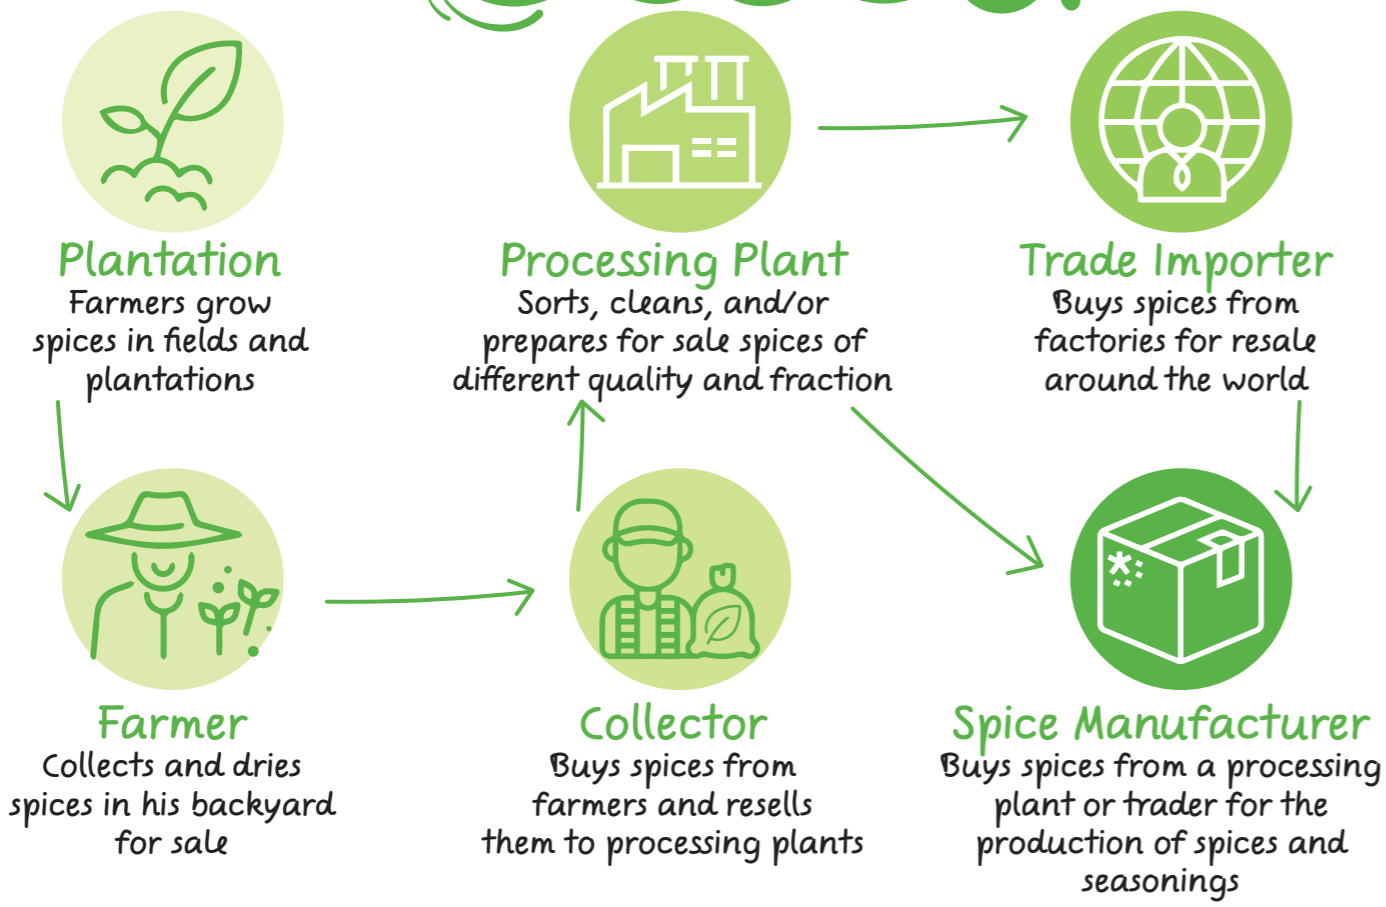 Plantation
Farmers grow
spices in fields and
plantations
Processing Plant
Sorts, cleans, and/or
prepares for sale spices of
different quality and fraction
Trade Importer
Buys spices from
factories for resale
around the world
Farmer
Collects and dries
spices in his backyard
for sale
Collector
Buys spices from
farmers and resells
them to processing plants
Spice Manufacturer
Buys spices from a processing
plant or trader for the
production of spices and
seasonings